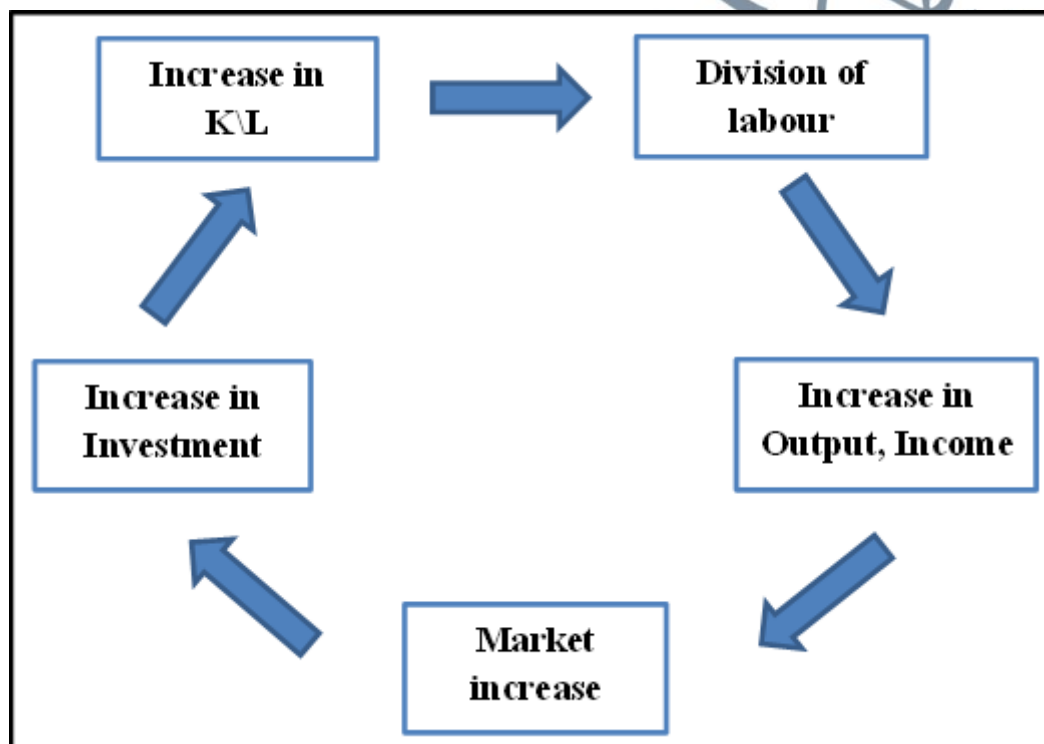 Increase in
K\L
Division of
labour
Increase in
Output, Income
Market
increase
Increase in
Investment